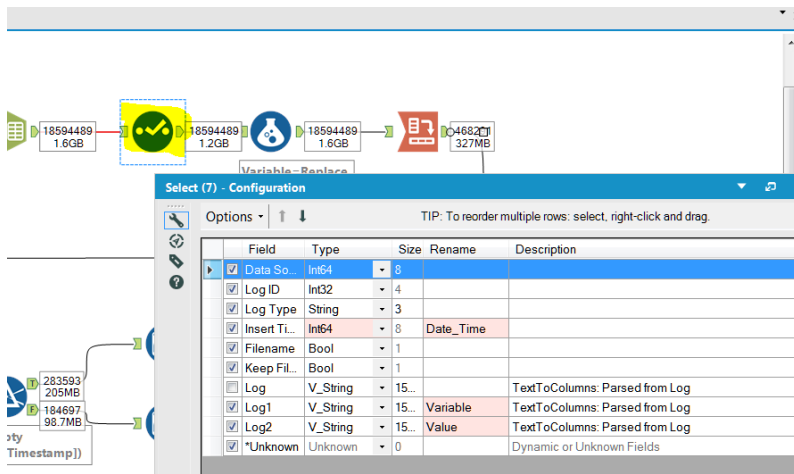 18594489
1.6GB
18594489
1.2GB
18594489
1.6GB
327MB
Variable=Replace
Select (7) - Configuration
Options
TIP: To reorder multiple rows: select, right-click and drag.
Field Type Size Rename Description
Data So... Int64 8
Log ID Int32 4
Log Type String 3
Insert Ti... Int64 8 Date_Time
Filename Bool 1
Keep Fil... Bool 1
Log V_String 15... TextToColumns: Parsed from Log
Log1 V_String 15... Variable TextToColumns: Parsed from Log
Log2 V_String 15... Value TextToColumns: Parsed from Log
*Unknown Unknown 0 Dynamic or Unknown Fields
T
283593
205MB
F
184697
98.7MB
pty
Timestamp])